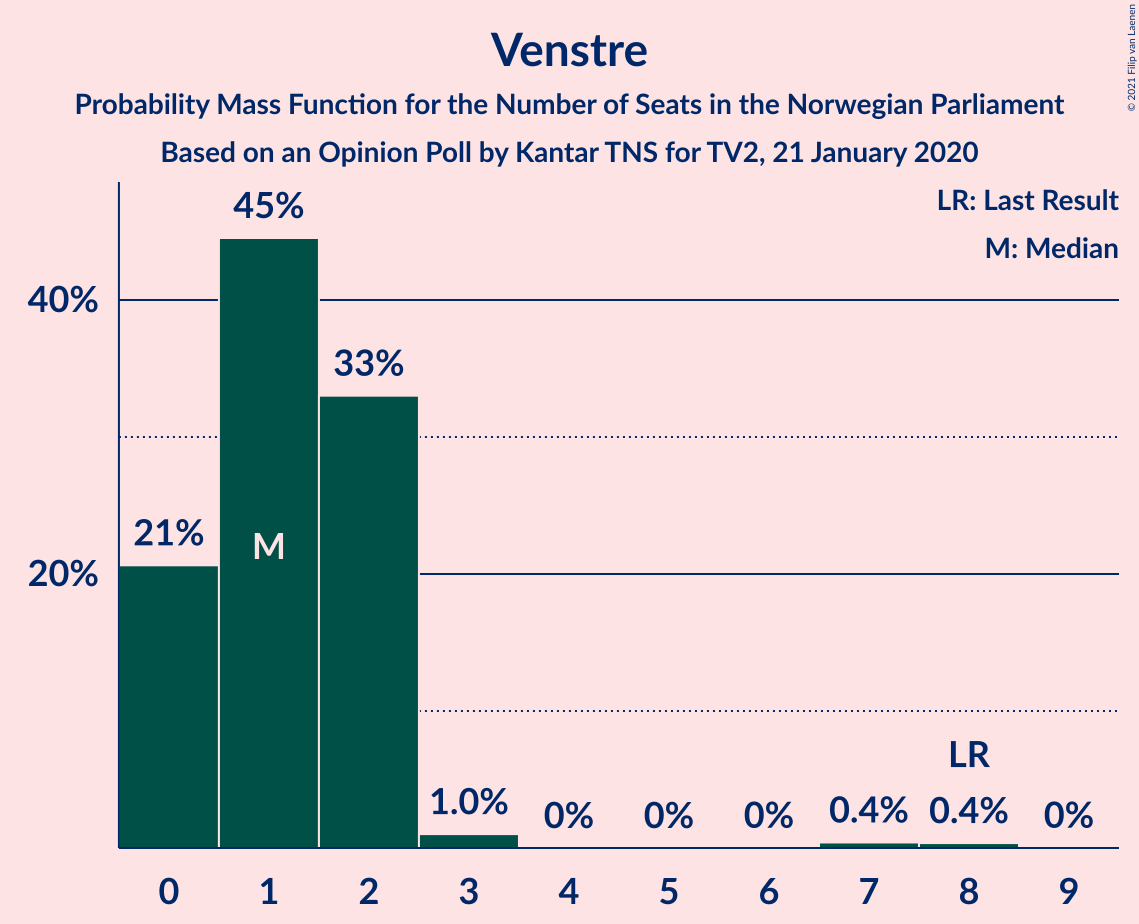 Venstre
Probability Mass Function for the Number of Seats in the Norwegian Parliament
Based on an Opinion Poll by Kantar TNS for TV2, 21 January 2020
© 2021 Filip van Laenen
LR: Last Result
M: Median
45%
40%
33%
21%
M
20%
LR
1.0%
0%
0%
0%
0.4%
0.4%
0%
0 1 2 3 4 5 6 7 8 9